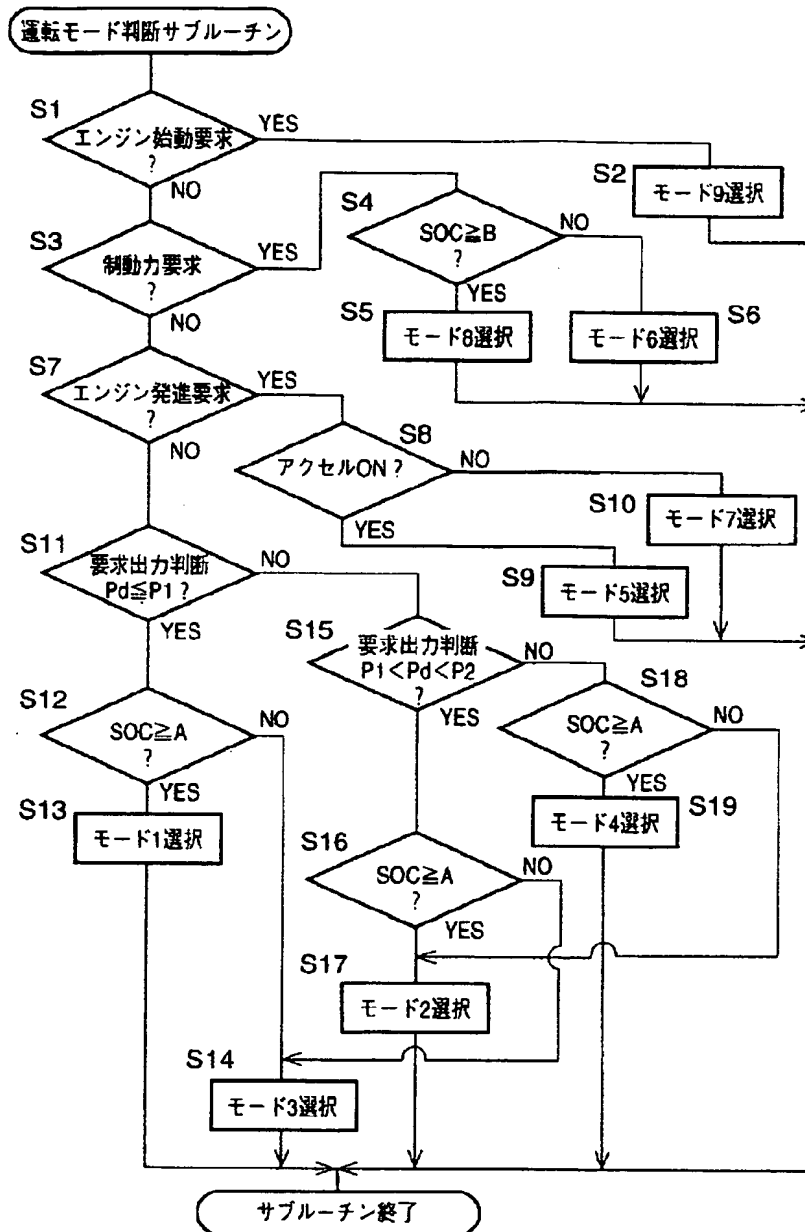 運転モード判断サブルーチン
S1
エンジン始動要求
?
YES
NO
S2
モード9選択
S3
制動力要求
?
YES
NO
S4
SOC≧B
?
NO
YES
S5
モード8選択
S6
モード6選択
S7
エンジン発進要求
?
YES
NO
S8
アクセルON?
NO
YES
S10
モード7選択
S9
モード5選択
S11
要求出力判断
Pd≦P1?
NO
YES
S15
要求出力判断
P1<Pd<P2
?
NO
YES
S12
SOC≧A
?
NO
YES
S18
SOC≧A
?
NO
YES
S13
モード1選択
S19
モード4選択
S16
SOC≧A
?
NO
YES
S17
モード2選択
S14
モード3選択
サブルーチン終了